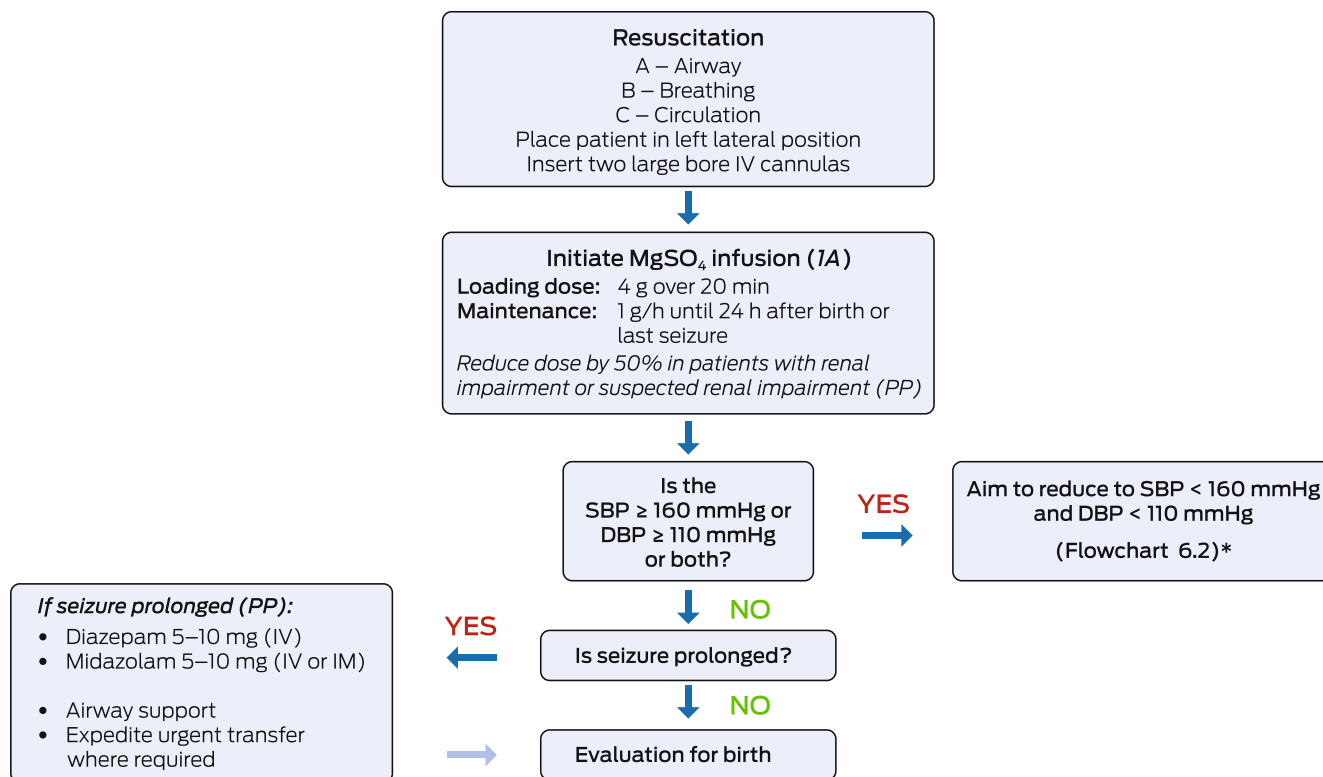 Resuscitation
A – Airway
B – Breathing
C – Circulation
Place patient in left lateral position
Insert two large bore IV cannulas
Initiate MgSO₄ infusion (1A)
Loading dose: 4 g over 20 min
Maintenance: 1 g/h until 24 h after birth or
last seizure
Reduce dose by 50% in patients with renal
impairment or suspected renal impairment (PP)
Is the
SBP ≥ 160 mmHg or
DBP ≥ 110 mmHg
or both?
YES
Aim to reduce to SBP < 160 mmHg
and DBP < 110 mmHg
(Flowchart 6.2)*
NO
Is seizure prolonged?
YES
If seizure prolonged (PP):
• Diazepam 5–10 mg (IV)
• Midazolam 5–10 mg (IV or IM)
• Airway support
• Expedite urgent transfer
where required
NO
Evaluation for birth